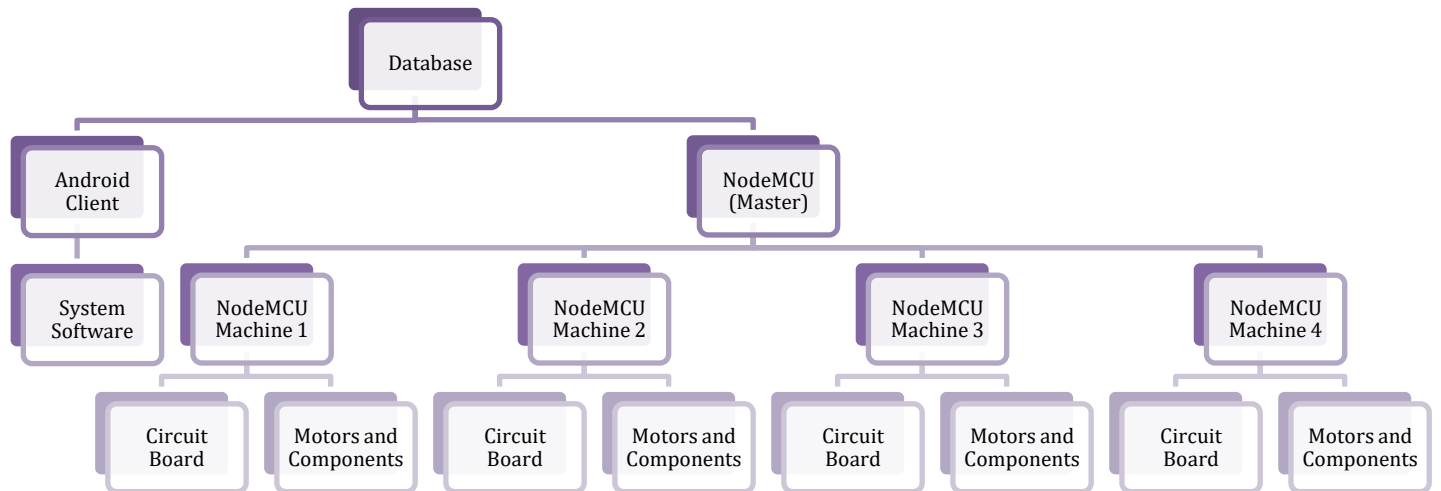 Database
Android
Client
NodeMCU
(Master)
System
Software
NodeMCU
Machine 1
NodeMCU
Machine 2
NodeMCU
Machine 3
NodeMCU
Machine 4
Circuit
Board
Motors and
Components
Circuit
Board
Motors and
Components
Circuit
Board
Motors and
Components
Circuit
Board
Motors and
Components